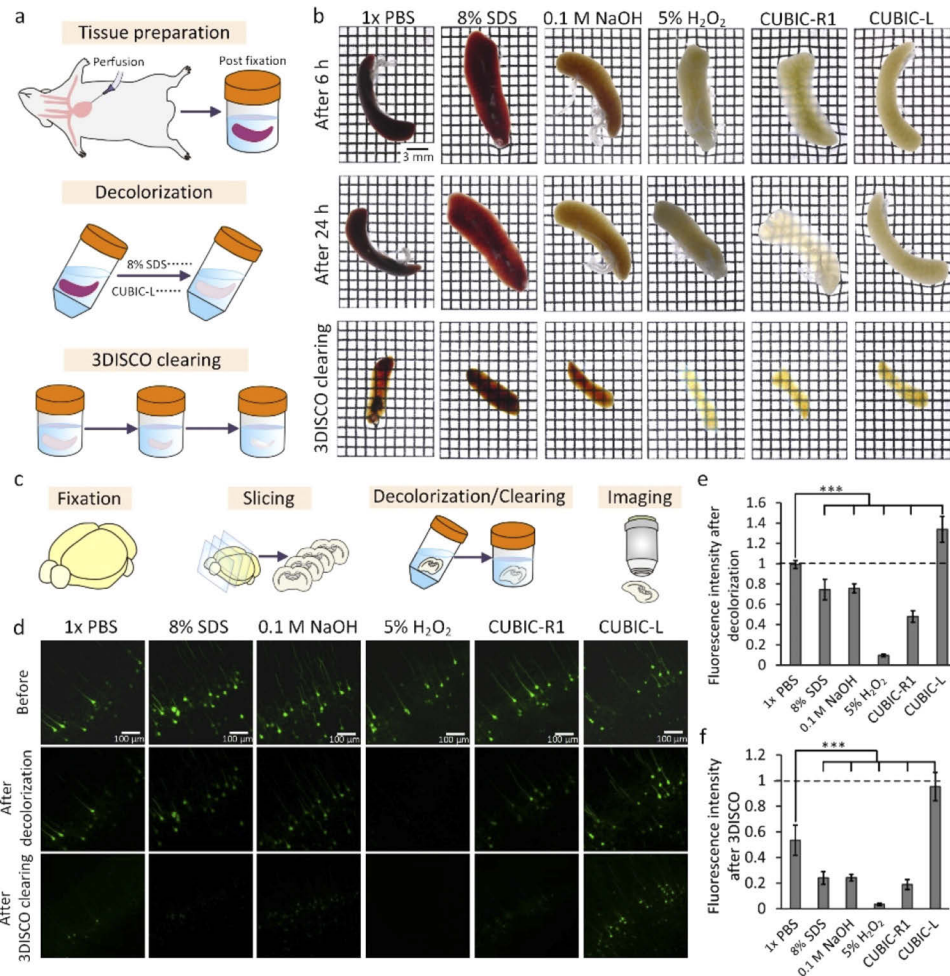 a
Tissue preparation
Perfusion
Post fixation
Decolorization
8% SDS······
CUBIC-L······
3DISCO clearing
b
1x PBS 8% SDS 0.1 M NaOH 5% H₂O₂ CUBIC-R1 CUBIC-L
After 6 h
3 mm
After 24 h
3DISCO clearing
c
Fixation Slicing Decolorization/Clearing Imaging
d
1x PBS 8% SDS 0.1 M NaOH 5% H₂O₂ CUBIC-R1 CUBIC-L
Before
100 μm 100 μm 100 μm 100 μm 100 μm 100 μm
After
decolorization
After
3DISCO clearing
e
Fluorescence intensity after
decolorization
1.6
1.4
1.2
1
0.8
0.6
0.4
0.2
0
***
1x PBS
8% SDS
0.1 M NaOH
5% H₂O₂
CUBIC-R1
CUBIC-L
f
Fluorescence intensity
after 3DISCO
1.2
1
0.8
0.6
0.4
0.2
0
***
1x PBS
8% SDS
0.1 M NaOH
5% H₂O₂
CUBIC-R1
CUBIC-L